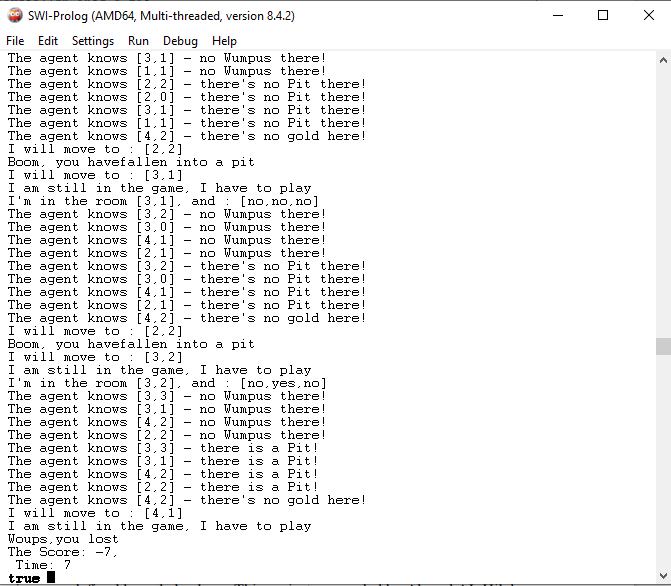 SWI-Prolog (AMD64, Multi-threaded, version 8.4.2)
File Edit Settings Run Debug Help
The agent knows [3,1] - no Wumpus there!
The agent knows [1,1] - no Wumpus there!
The agent knows [2,2] - there's no Pit there!
The agent knows [2,0] - there's no Pit there!
The agent knows [3,1] - there's no Pit there!
The agent knows [1,1] - there's no Pit there!
The agent knows [4,2] - there's no gold here!
I will move to : [2,2]
Boom, you havefallen into a pit
I will move to : [3,1]
I am still in the game, I have to play
I'm in the room [3,1], and : [no,no,no]
The agent knows [3,2] - no Wumpus there!
The agent knows [3,0] - no Wumpus there!
The agent knows [4,1] - no Wumpus there!
The agent knows [2,1] - no Wumpus there!
The agent knows [3,2] - there's no Pit there!
The agent knows [3,0] - there's no Pit there!
The agent knows [4,1] - there's no Pit there!
The agent knows [2,1] - there's no Pit there!
The agent knows [4,2] - there's no gold here!
I will move to : [2,2]
Boom, you havefallen into a pit
I will move to : [3,2]
I am still in the game, I have to play
I'm in the room [3,2], and : [no,yes,no]
The agent knows [3,3] - no Wumpus there!
The agent knows [3,1] - no Wumpus there!
The agent knows [4,2] - no Wumpus there!
The agent knows [2,2] - no Wumpus there!
The agent knows [3,3] - there is a Pit!
The agent knows [3,1] - there is a Pit!
The agent knows [4,2] - there is a Pit!
The agent knows [2,2] - there is a Pit!
The agent knows [4,2] - there's no gold here!
I will move to : [4,1]
I am still in the game, I have to play
Woups,you lost
The Score: -7,
Time: 7
true